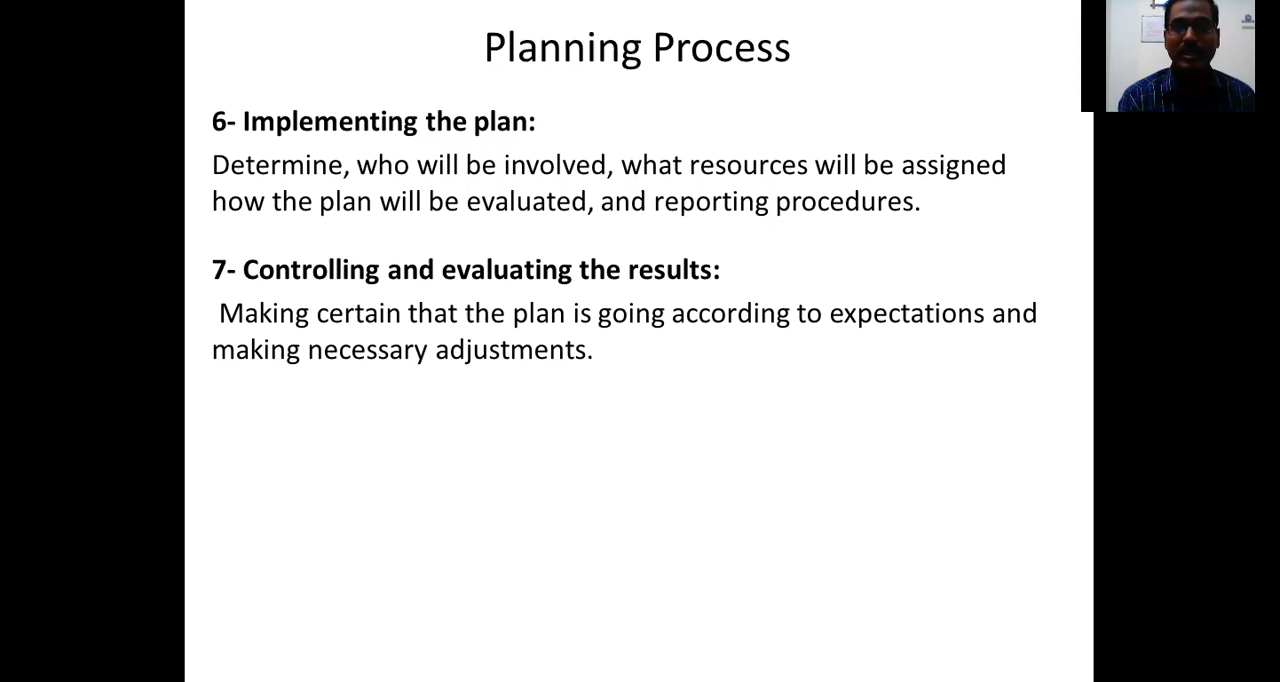 Planning Process
6- Implementing the plan:
Determine, who will be involved, what resources will be assigned
how the plan will be evaluated, and reporting procedures.
7- Controlling and evaluating the results:
Making certain that the plan is going according to expectations and
making necessary adjustments.